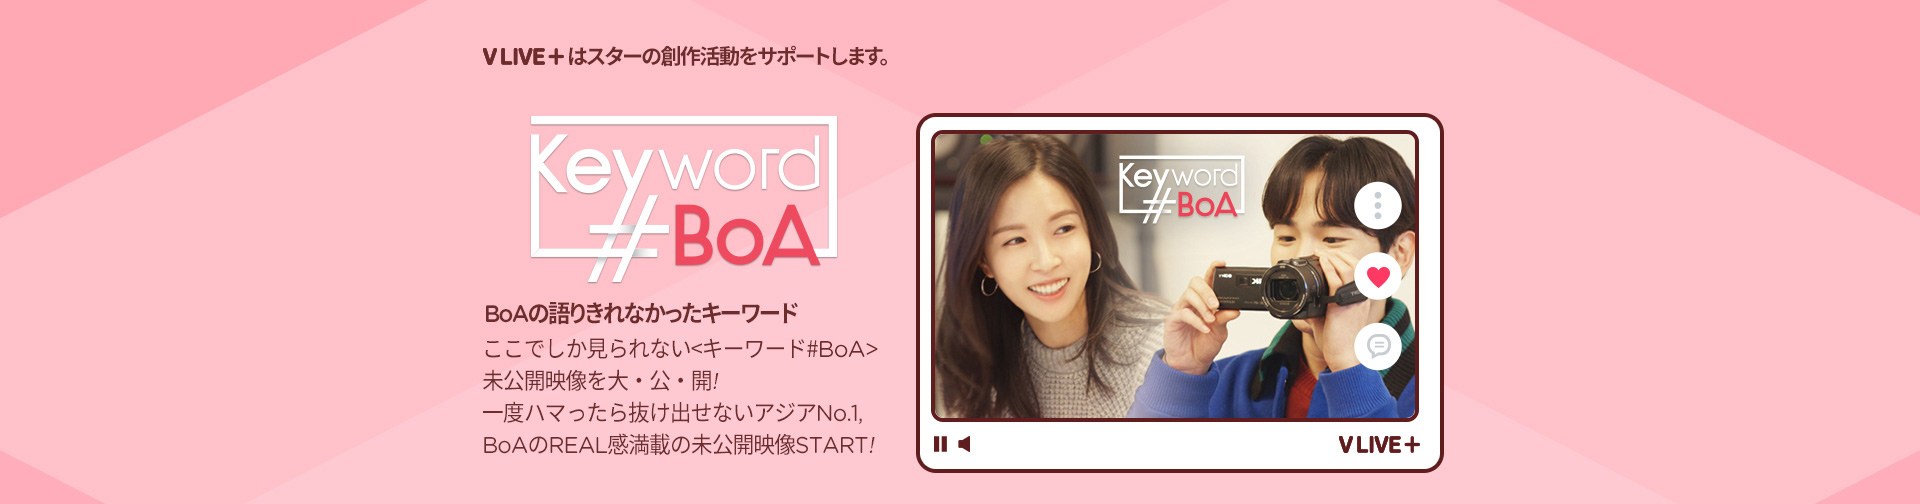 V LIVE+はスターの創作活動をサポートします。
Keyword
#BoA
BoAの語りきれなかったキーワード
ここでしか見られない<キーワード#BoA>
未公開映像を大・公・開!
一度ハマったら抜け出せないアジアNo.1,
BoAのREAL感満載の未公開映像START!
Keyword
#BoA
V LIVE+